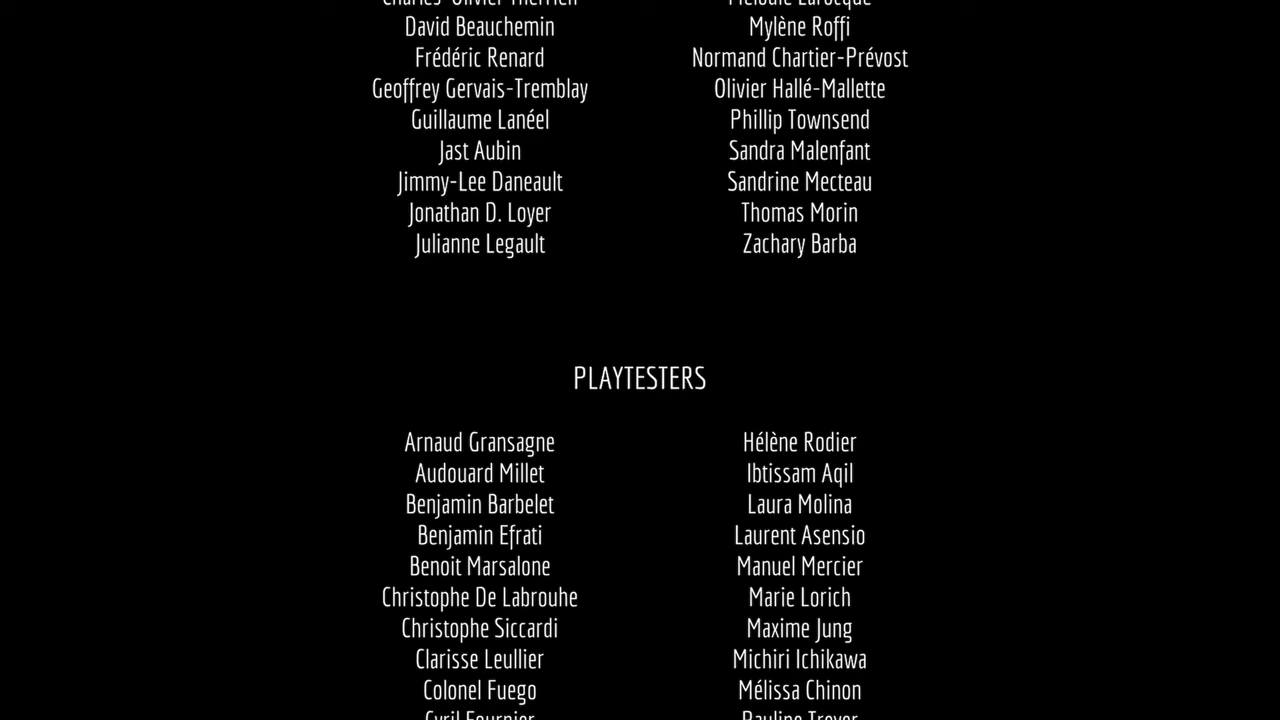 David Beauchemin
Frédéric Renard
Geoffrey Gervais-Tremblay
Guillaume Lanéel
Jast Aubin
Jimmy-Lee Daneault
Jonathan D. Loyer
Julianne Legault
Mylène Roffi
Normand Chartier-Prévost
Olivier Hallé-Mallette
Phillip Townsend
Sandra Malenfant
Sandrine Mecteau
Thomas Morin
Zachary Barba
PLAYTESTERS
Arnaud Gransagne
Audouard Millet
Benjamin Barbelet
Benjamin Efrati
Benoit Marsalone
Christophe De Labrouhe
Christophe Siccardi
Clarisse Leullier
Colonel Fuego
Cyril Fournier
Hélène Rodier
Ibtissam Aqil
Laura Molina
Laurent Asensio
Manuel Mercier
Marie Lorich
Maxime Jung
Michiri Ichikawa
Mélissa Chinon